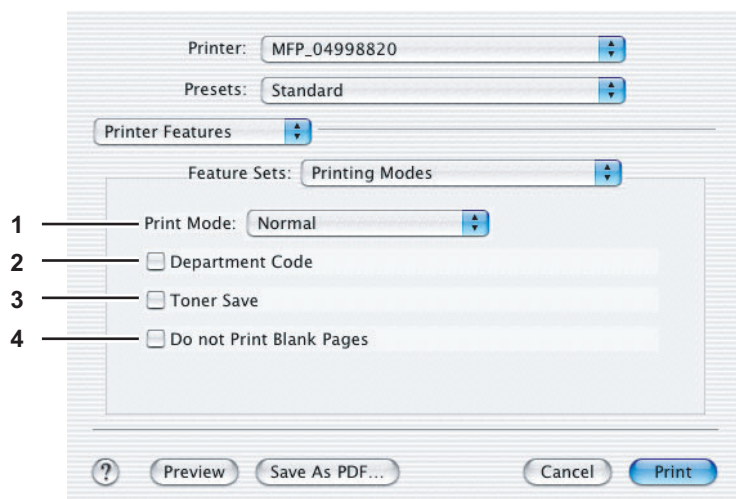 Printer: MFP_04998820
Presets: Standard
Printer Features
Feature Sets: Printing Modes
1 Print Mode: Normal
2 Department Code
3 Toner Save
4 Do not Print Blank Pages
? Preview Save As PDF... Cancel Print